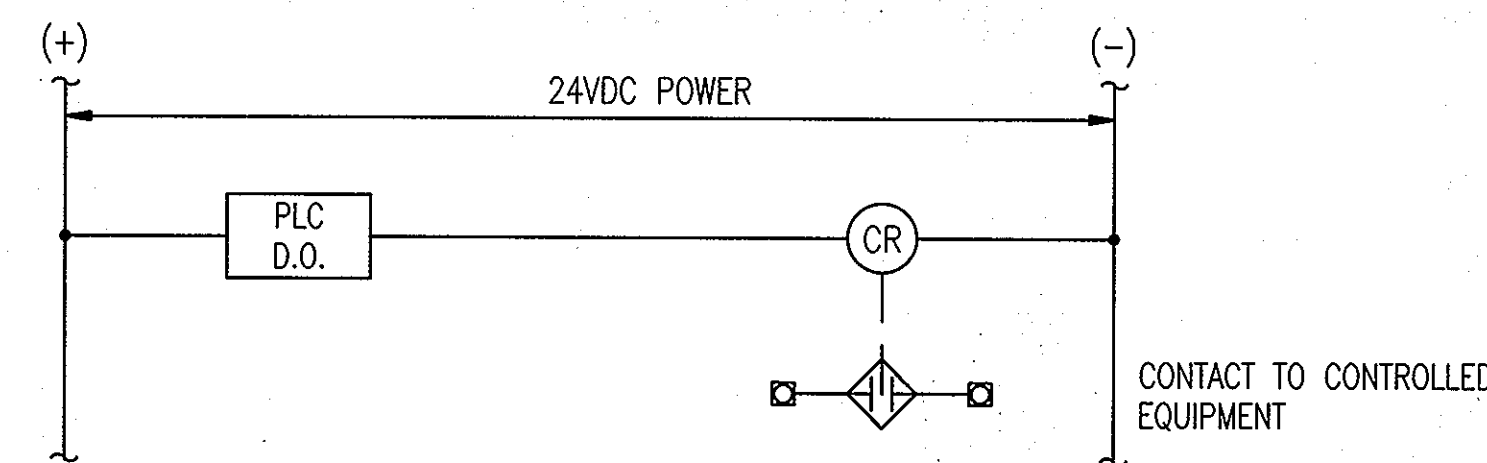 (+)
(-)
24VDC POWER
PLC
D.O.
CR
CONTACT TO CONTROLLED
EQUIPMENT